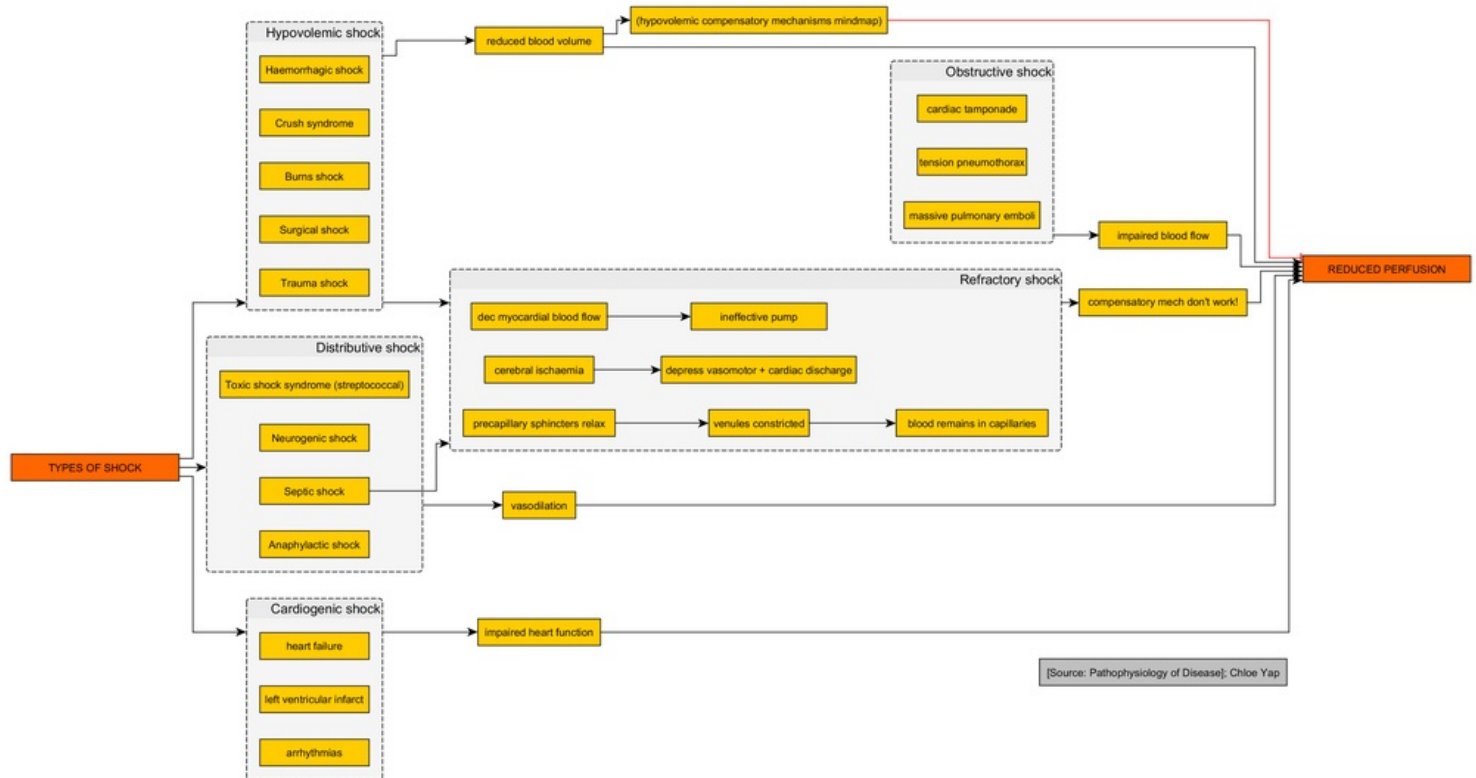 Hypovolemic shock
Haemorrhagic shock
Crush syndrome
Burns shock
Surgical shock
Trauma shock
reduced blood volume
(hypovolemic compensatory mechanisms mindmap)
Obstructive shock
cardiac tamponade
tension pneumothorax
massive pulmonary emboli
impaired blood flow
REDUCED PERFUSION
Refractory shock
dec myocardial blood flow
ineffective pump
cerebral ischaemia
depress vasomotor + cardiac discharge
precapillary sphincters relax
venules constricted
blood remains in capillaries
compensatory mech don't work!
Distributive shock
Toxic shock syndrome (streptococcal)
Neurogenic shock
Septic shock
Anaphylactic shock
TYPES OF SHOCK
vasodilation
Cardiogenic shock
heart failure
left ventricular infarct
arrhythmias
impaired heart function
[Source: Pathophysiology of Disease]; Chloe Yap